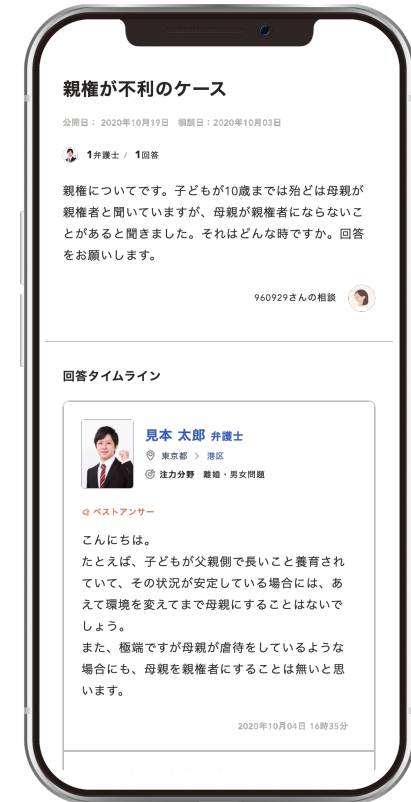 親権が不利のケース
公開日： 2020年10月19日 相談日：2020年10月03日
1弁護士 / 1回答
親権についてです。子どもが10歳までは殆どは母親が
親権者と聞いていますが、母親が親権者にならないこ
とがあると聞きました。それはどんな時ですか。回答
をお願いします。
960929さんの相談
回答タイムライン
見本 太郎 弁護士
東京都 > 港区
注力分野 離婚・男女問題
ベストアンサー
こんにちは。
たとえば、子どもが父親側で長いこと養育され
ていて、その状況が安定している場合には、あ
えて環境を変えてまで母親にすることはないで
しょう。
また、極端ですが母親が虐待をしているような
場合にも、母親を親権者にすることは無いと思
います。
2020年10月04日 16時35分